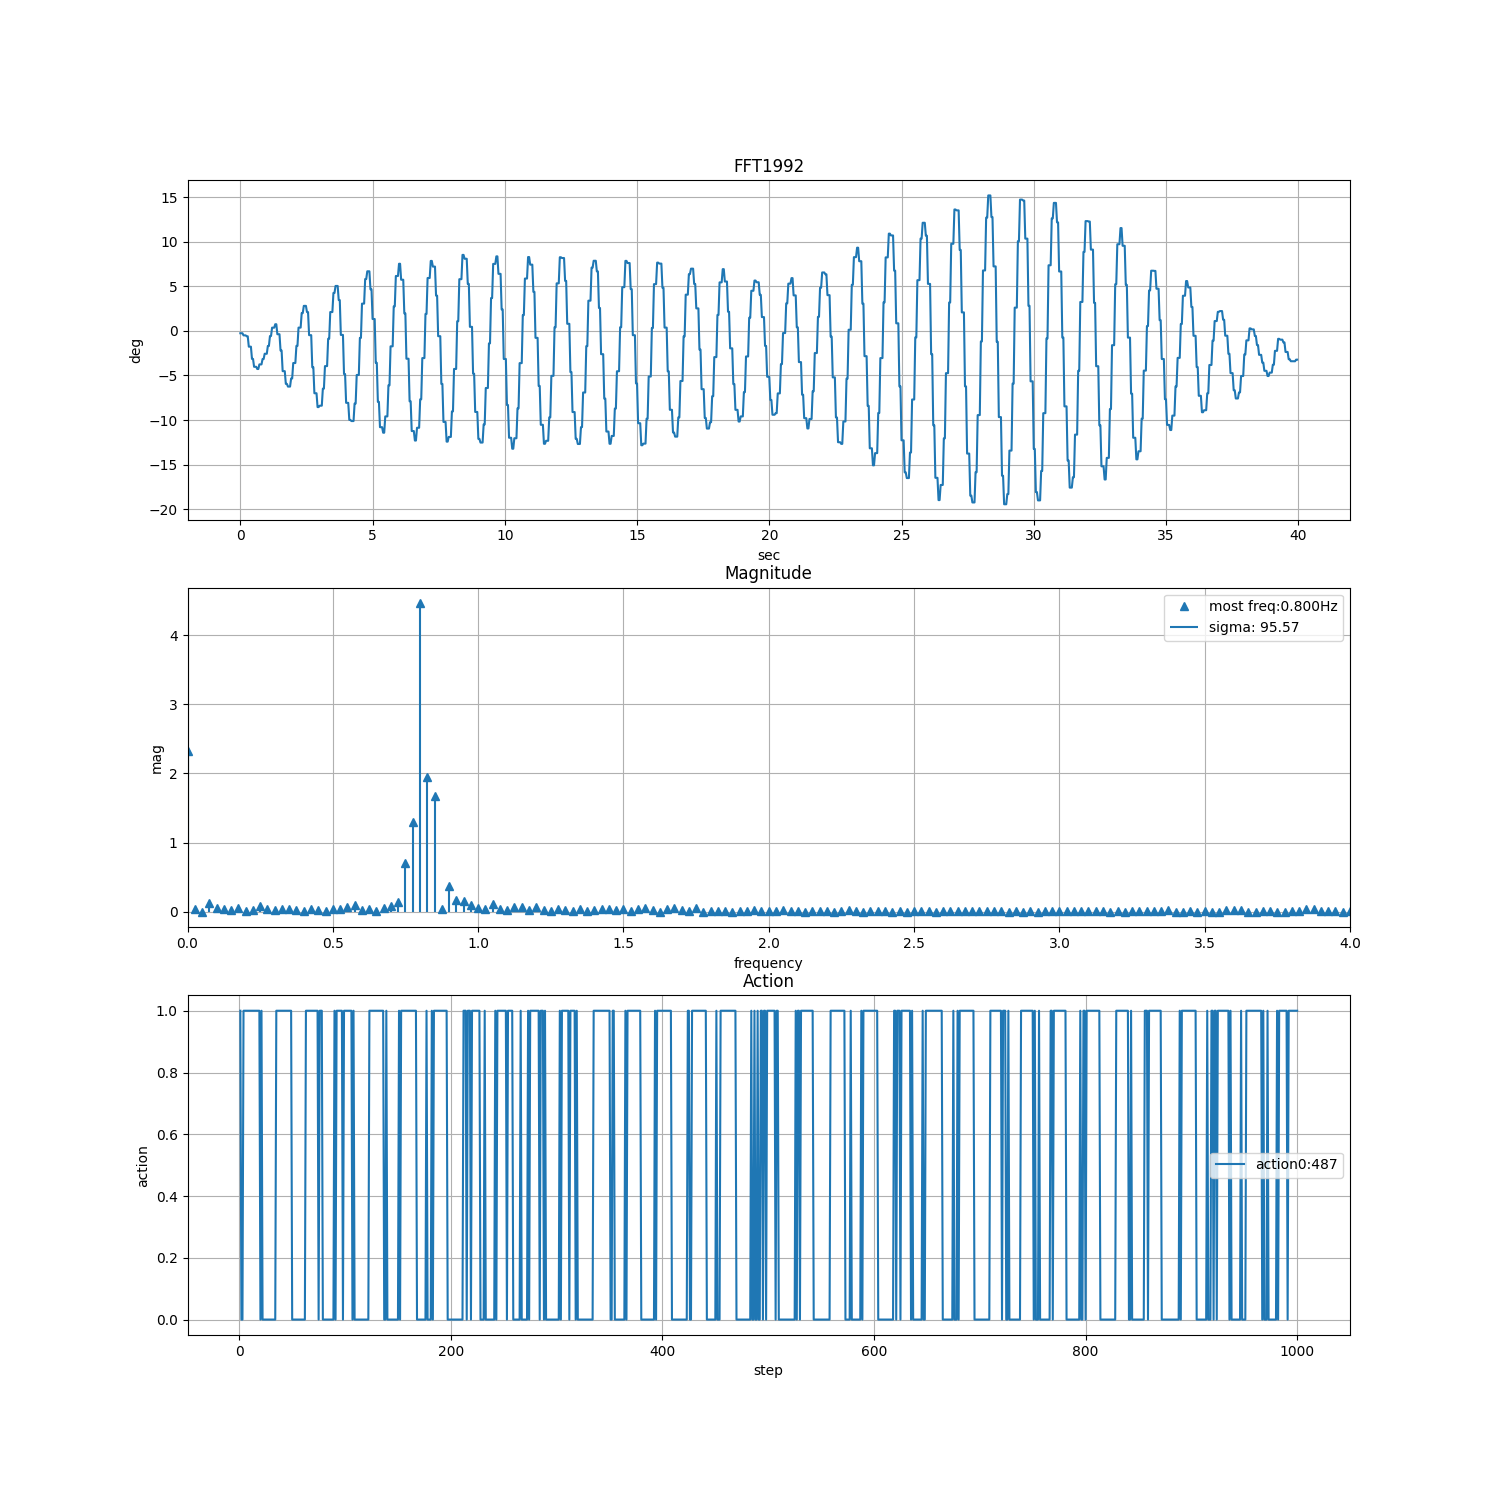 FFT1992
15
10
5
0
−5
−10
−15
−20
deg
0 5 10 15 20 25 30 35 40
sec
Magnitude
most freq:0.800Hz
sigma: 95.57
4
3
2
1
0
mag
0.0 0.5 1.0 1.5 2.0 2.5 3.0 3.5 4.0
frequency
Action
1.0
0.8
0.6
0.4
0.2
0.0
action
action0:487
0 200 400 600 800 1000
step